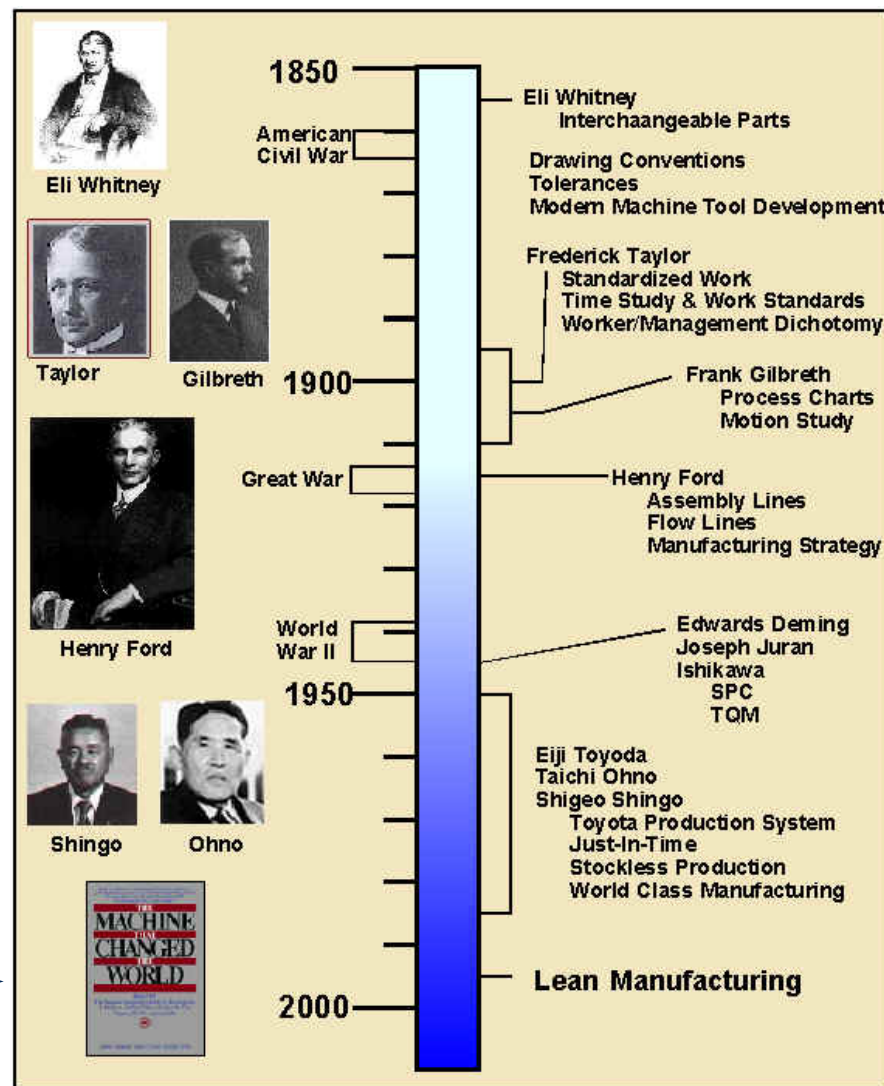 Eli Whitney
Taylor
Gilbreth
Henry Ford
Shingo
Ohno
THE
MACHINE
THAT
CHANGED
THE
WORLD
1850
American
Civil War
1900
Great War
World
War II
1950
2000
Eli Whitney
Interchaangeable Parts
Drawing Conventions
Tolerances
Modern Machine Tool Development
Frederick Taylor
Standardized Work
Time Study & Work Standards
Worker/Management Dichotomy
Frank Gilbreth
Process Charts
Motion Study
Henry Ford
Assembly Lines
Flow Lines
Manufacturing Strategy
Edwards Deming
Joseph Juran
Ishikawa
SPC
TQM
Eiji Toyoda
Taichi Ohno
Shigeo Shingo
Toyota Production System
Just-In-Time
Stockless Production
World Class Manufacturing
Lean Manufacturing